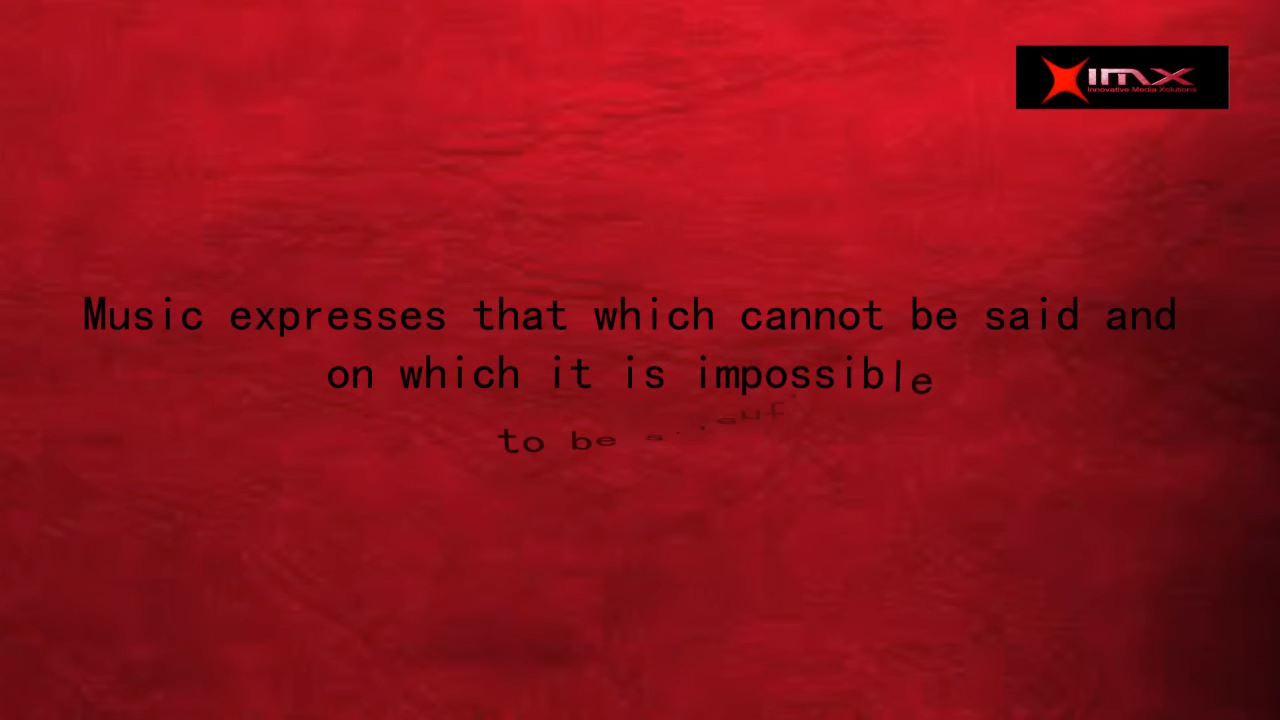 IMX
Innovative Media Xolutions
Music expresses that which cannot be said and
on which it is impossible
to be